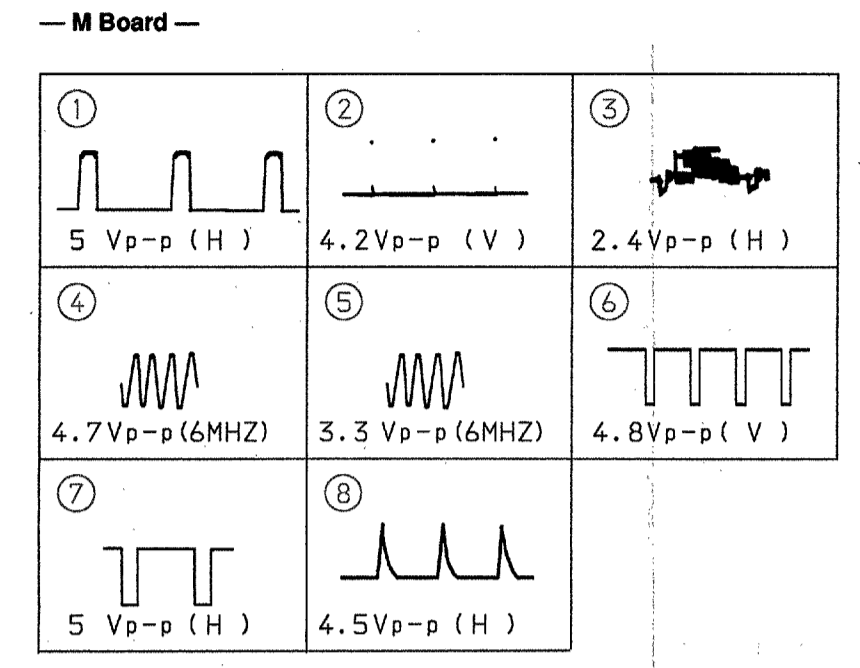 — M Board —
① ② ③
5 Vp-p (H) 4.2Vp-p (V) 2.4Vp-p (H)
④ ⑤ ⑥
4.7Vp-p(6MHZ) 3.3 Vp-p(6MHZ) 4.8Vp-p( V )
⑦ ⑧
5 Vp-p (H) 4.5Vp-p (H)